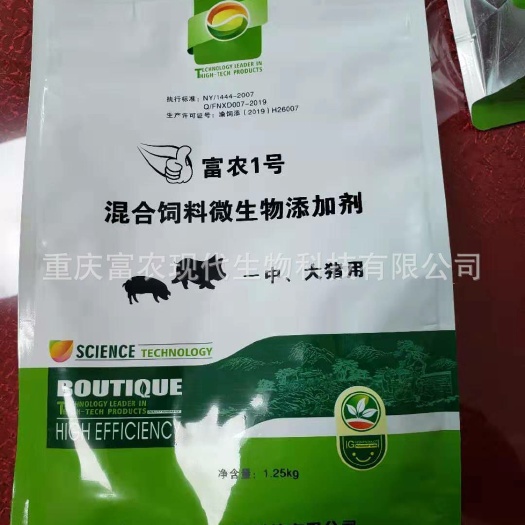 TECHNOLOGY LEADER IN
HIGH-TECH PRODUCTS
执行标准：NY/1444-2007
Q/FNXD007-2019
生产许可证号：渝饲添（2019）H26007
富农1号
混合饲料微生物添加剂
重庆富农现代生物科技有限公司
一中、大猪用
SCIENCE TECHNOLOGY
BOUTIQUE
TECHNOLOGY LEADER IN
HIGH-TECH PRODUCTS
HIGH EFFICIENCY
净含量：1.25kg